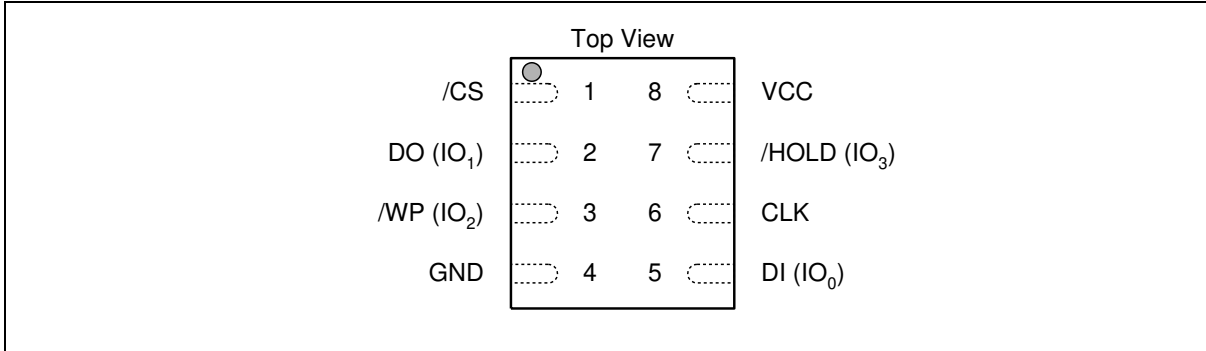 Top View
/CS 1 8 VCC
DO (IO₁) 2 7 /HOLD (IO₃)
/WP (IO₂) 3 6 CLK
GND 4 5 DI (IO₀)